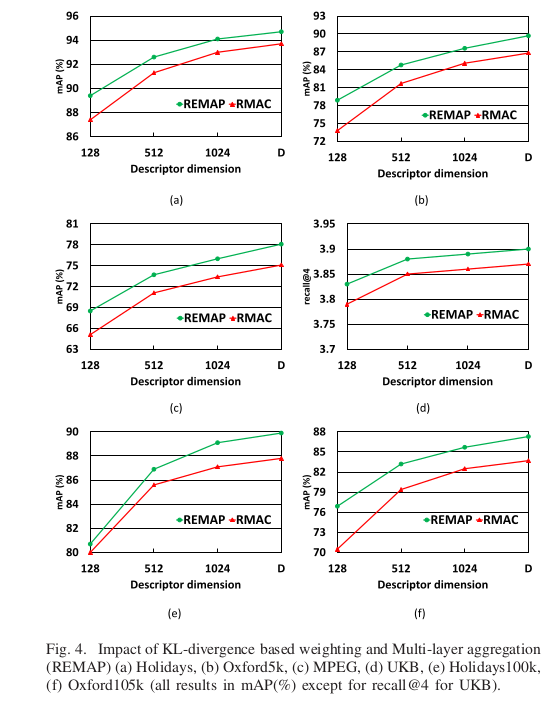 96
94
92
90
88
86
mAP (%)
REMAP RMAC
128 512 1024 D
Descriptor dimension
(a)
93
90
87
84
81
78
75
72
mAP (%)
REMAP RMAC
128 512 1024 D
Descriptor dimension
(b)
81
78
75
72
69
66
63
mAP (%)
REMAP RMAC
128 512 1024 D
Descriptor dimension
(c)
3.95
3.9
3.85
3.8
3.75
3.7
recall@4
REMAP RMAC
128 512 1024 D
Descriptor dimension
(d)
90
88
86
84
82
80
mAP (%)
REMAP RMAC
128 512 1024 D
Descriptor dimension
(e)
88
85
82
79
76
73
70
mAP (%)
REMAP RMAC
128 512 1024 D
Descriptor dimension
(f)
Fig. 4. Impact of KL-divergence based weighting and Multi-layer aggregation
(REMAP) (a) Holidays, (b) Oxford5k, (c) MPEG, (d) UKB, (e) Holidays100k,
(f) Oxford105k (all results in mAP(%) except for recall@4 for UKB).